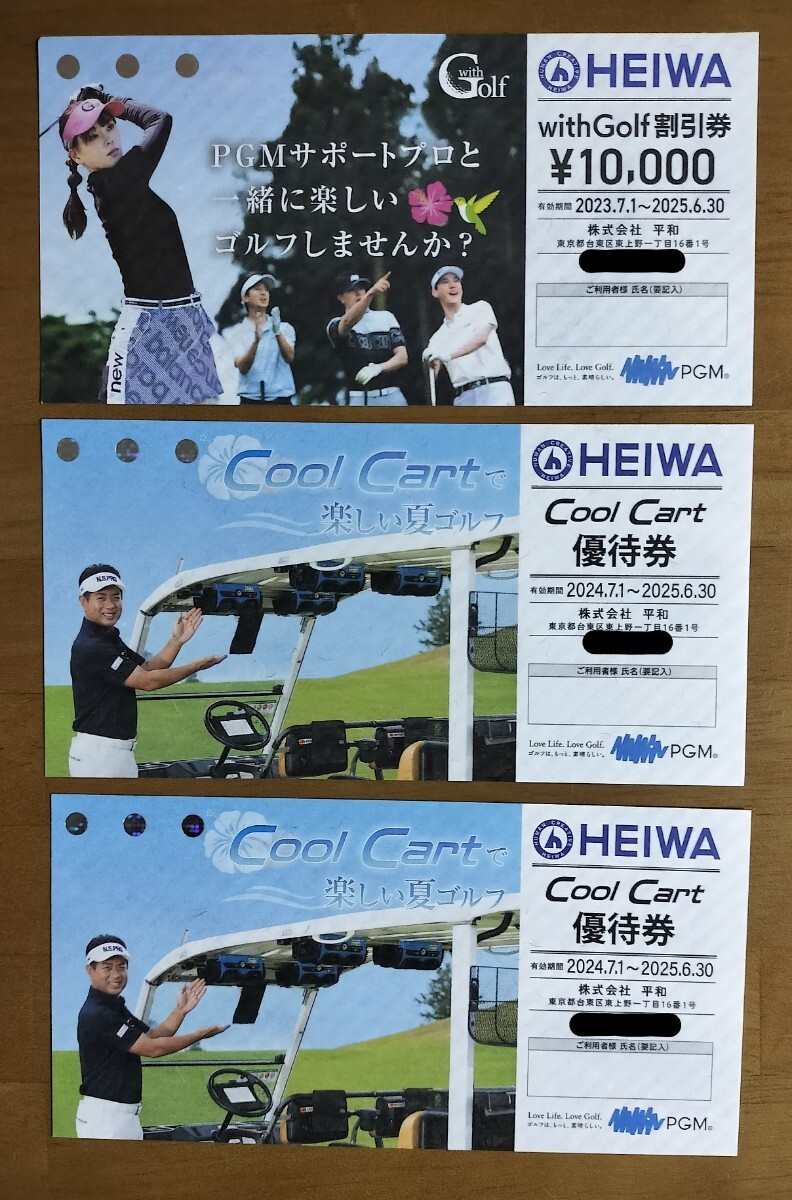 with Golf
PGMサポートプロと
一緒に楽しい
ゴルフしませんか?
new balance
HUMAN CREATIVE HEIWA
HEIWA
withGolf 割引券
¥10,000
有効期間 2023.7.1~2025.6.30
株式会社 平和
東京都台東区東上野一丁目16番1号
ご利用者様 氏名(要記入)
Love Life. Love Golf.
ゴルフは、もっと、素晴らしい。
PGM®
Cool Cartで
楽しい夏ゴルフ
N.S.PRO
HUMAN CREATIVE HEIWA
HEIWA
Cool Cart
優待券
有効期間 2024.7.1~2025.6.30
株式会社 平和
東京都台東区東上野一丁目16番1号
ご利用者様 氏名(要記入)
Love Life. Love Golf.
ゴルフは、もっと、素晴らしい。
PGM®
Cool Cartで
楽しい夏ゴルフ
N.S.PRO
HUMAN CREATIVE HEIWA
HEIWA
Cool Cart
優待券
有効期間 2024.7.1~2025.6.30
株式会社 平和
東京都台東区東上野一丁目16番1号
ご利用者様 氏名(要記入)
Love Life. Love Golf.
ゴルフは、もっと、素晴らしい。
PGM®